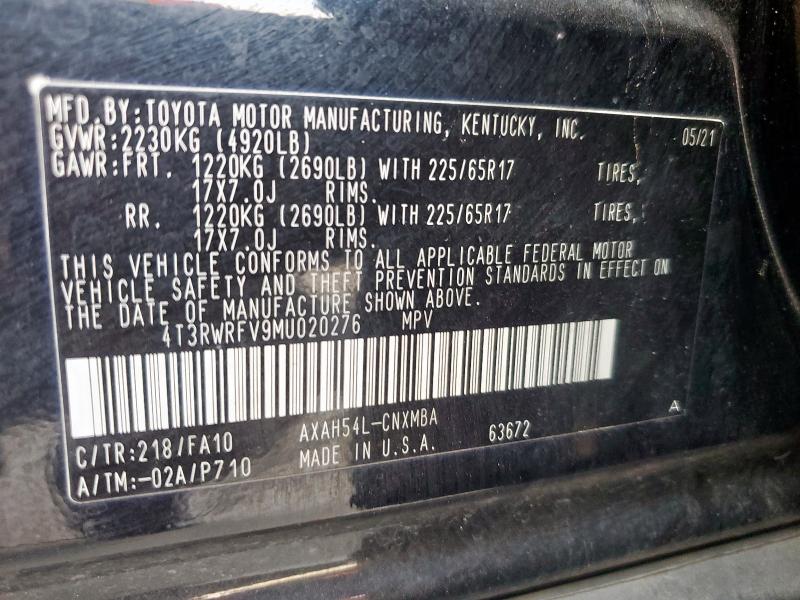 MFD.BY:TOYOTA MOTOR MANUFACTURING, KENTUCKY, INC. 05/21
GVWR:2230KG (4920LB)
GAWR:FRT. 1220KG (2690LB) WITH 225/65R17 TIRES,
17X7.0J RIMS.
RR. 1220KG (2690LB) WITH 225/65R17 TIRES,
17X7.0J RIMS.
THIS VEHICLE CONFORMS TO ALL APPLICABLE FEDERAL MOTOR
VEHICLE SAFETY AND THEFT PREVENTION STANDARDS IN EFFECT ON
THE DATE OF MANUFACTURE SHOWN ABOVE.
4T3RWRFV9MU020276 MPV
C/TR:218/FA10 AXAH54L-CNXMBA A
A/TM:-02A/P710 MADE IN U.S.A. 63672